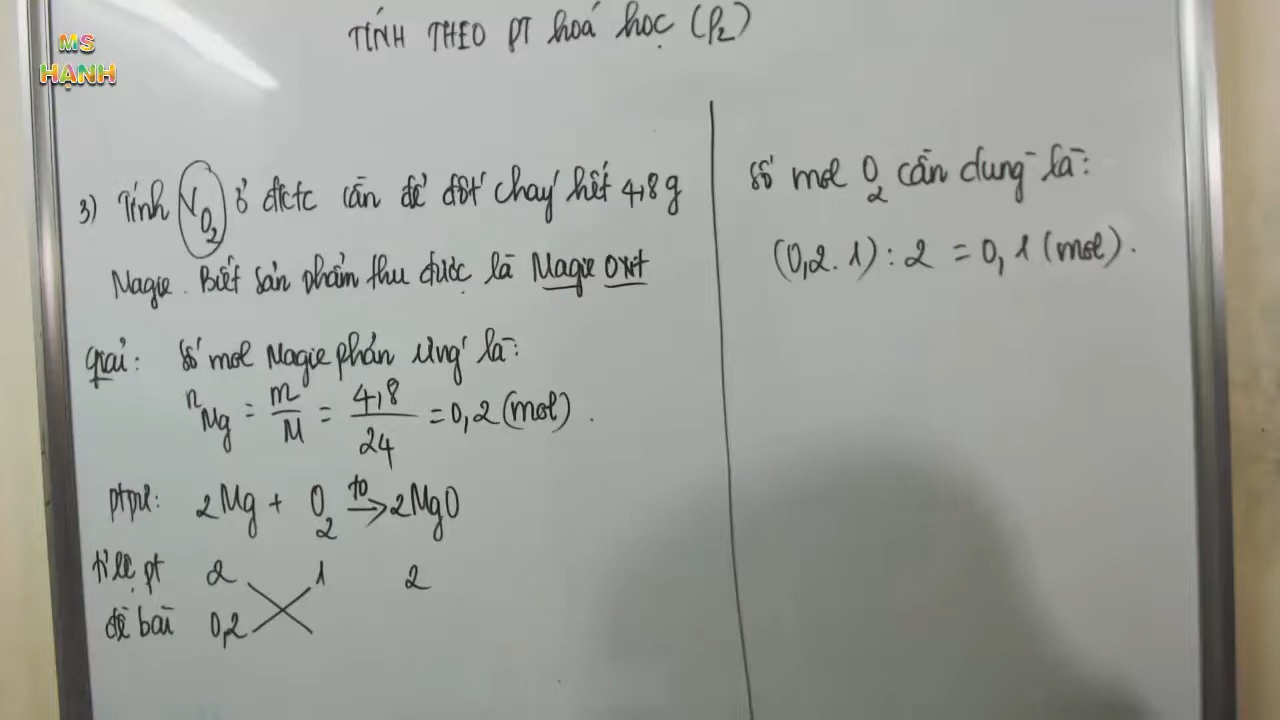 MS
HẠNH
TÍNH THEO PT hoá học (P2)
3) Tính V O2 ở đktc cần để đốt cháy hết 4,8g
Magie. Biết sản phẩm thu được là Magie Oxit
Giải: Số mol Magie phản ứng là:
nMg = m/M = 4,8/24 = 0,2 (mol).
ptpư: 2Mg + O2 to→ 2MgO
tỉ lệ pt 2 1 2
đề bài 0,2
Số mol O2 cần dùng là:
(0,2.1) : 2 = 0,1 (mol).